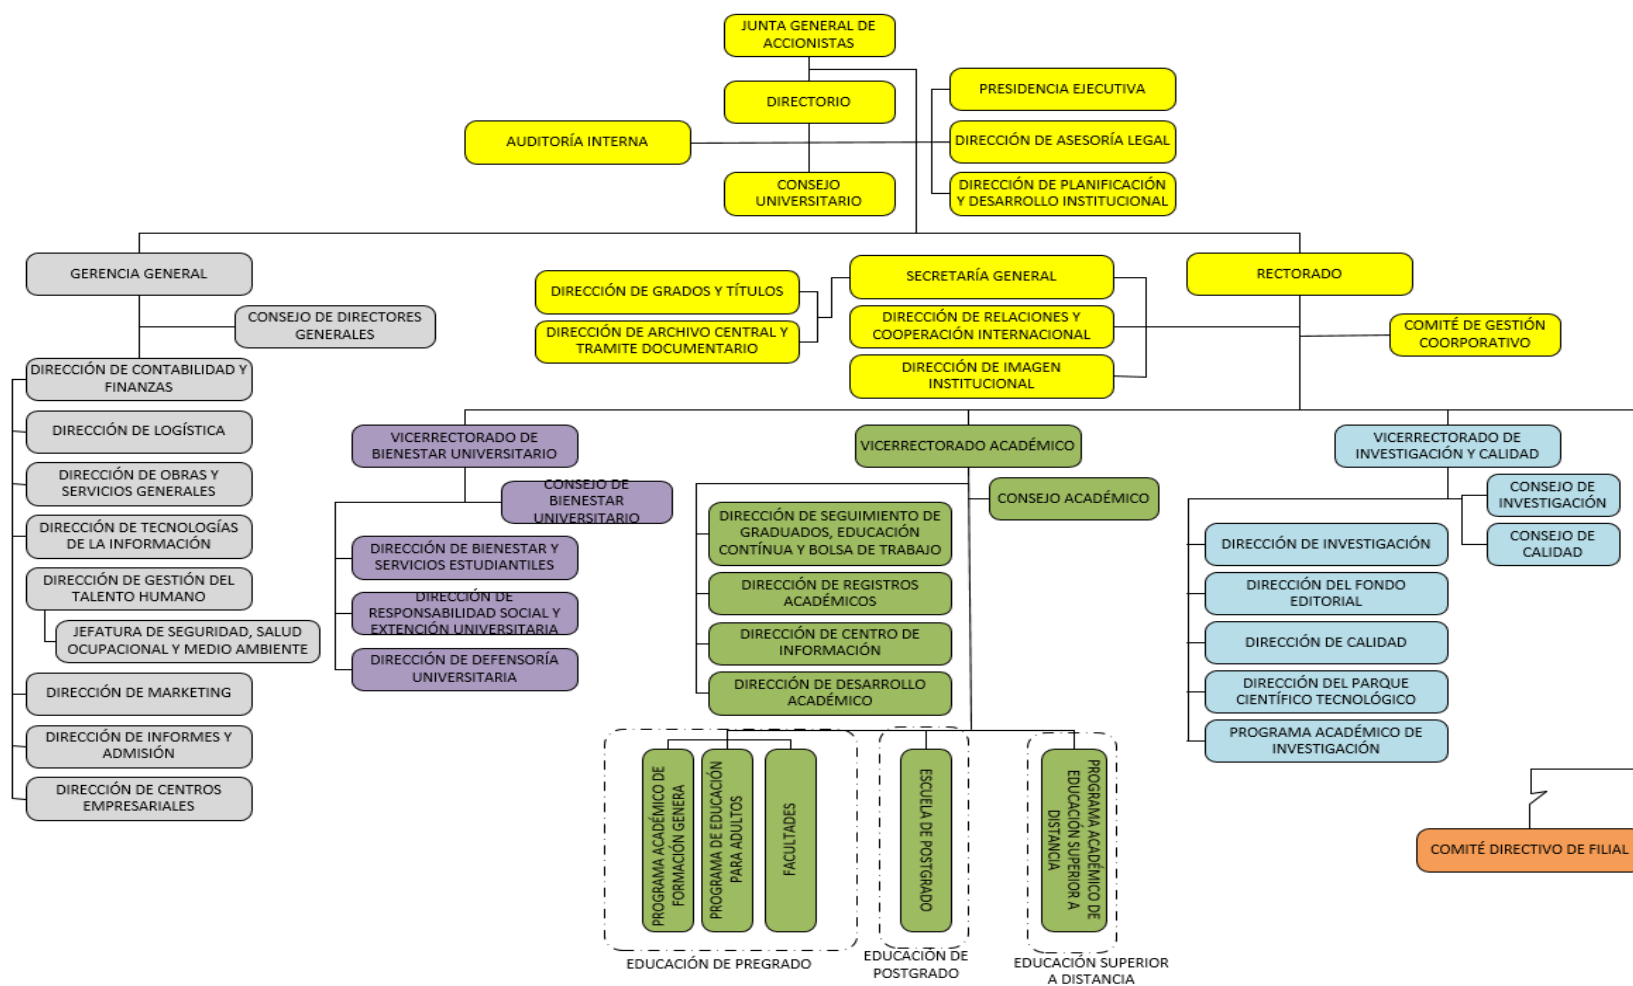 JUNTA GENERAL DE
ACCIONISTAS
DIRECTORIO
PRESIDENCIA EJECUTIVA
AUDITORÍA INTERNA
DIRECCIÓN DE ASESORÍA LEGAL
CONSEJO
UNIVERSITARIO
DIRECCIÓN DE PLANIFICACIÓN
Y DESARROLLO INSTITUCIONAL
GERENCIA GENERAL
CONSEJO DE DIRECTORES
GENERALES
DIRECCIÓN DE CONTABILIDAD Y
FINANZAS
DIRECCIÓN DE LOGÍSTICA
DIRECCIÓN DE OBRAS Y
SERVICIOS GENERALES
DIRECCIÓN DE TECNOLOGÍAS
DE LA INFORMACIÓN
DIRECCIÓN DE GESTIÓN DEL
TALENTO HUMANO
JEFATURA DE SEGURIDAD, SALUD
OCUPACIONAL Y MEDIO AMBIENTE
DIRECCIÓN DE MARKETING
DIRECCIÓN DE INFORMES Y
ADMISIÓN
DIRECCIÓN DE CENTROS
EMPRESARIALES
RECTORADO
SECRETARÍA GENERAL
DIRECCIÓN DE GRADOS Y TÍTULOS
DIRECCIÓN DE ARCHIVO CENTRAL Y
TRAMITE DOCUMENTARIO
DIRECCIÓN DE RELACIONES Y
COOPERACIÓN INTERNACIONAL
DIRECCIÓN DE IMAGEN
INSTITUCIONAL
COMITÉ DE GESTIÓN
COORPORATIVO
VICERRECTORADO DE
BIENESTAR UNIVERSITARIO
CONSEJO DE
BIENESTAR
UNIVERSITARIO
DIRECCIÓN DE BIENESTAR Y
SERVICIOS ESTUDIANTILES
DIRECCIÓN DE
RESPONSABILIDAD SOCIAL Y
EXTENCIÓN UNIVERSITARIA
DIRECCIÓN DE DEFENSORÍA
UNIVERSITARIA
VICERRECTORADO ACADÉMICO
CONSEJO ACADÉMICO
DIRECCIÓN DE SEGUIMIENTO DE
GRADUADOS, EDUCACIÓN
CONTÍNUA Y BOLSA DE TRABAJO
DIRECCIÓN DE REGISTROS
ACADÉMICOS
DIRECCIÓN DE CENTRO DE
INFORMACIÓN
DIRECCIÓN DE DESARROLLO
ACADÉMICO
PROGRAMA ACADÉMICO DE
FORMACIÓN GENERA
PROGRAMA DE EDUCACIÓN
PARA ADULTOS
FACULTADES
EDUCACIÓN DE PREGRADO
ESCUELA DE POSTGRADO
EDUCACIÓN DE
POSTGRADO
PROGRAMA ACADÉMICO DE
EDUCACIÓN SUPERIOR A
DISTANCIA
EDUCACIÓN SUPERIOR
A DISTANCIA
VICERRECTORADO DE
INVESTIGACIÓN Y CALIDAD
CONSEJO DE
INVESTIGACIÓN
CONSEJO DE
CALIDAD
DIRECCIÓN DE INVESTIGACIÓN
DIRECCIÓN DEL FONDO
EDITORIAL
DIRECCIÓN DE CALIDAD
DIRECCIÓN DEL PARQUE
CIENTÍFICO TECNOLÓGICO
PROGRAMA ACADÉMICO DE
INVESTIGACIÓN
COMITÉ DIRECTIVO DE FILIAL